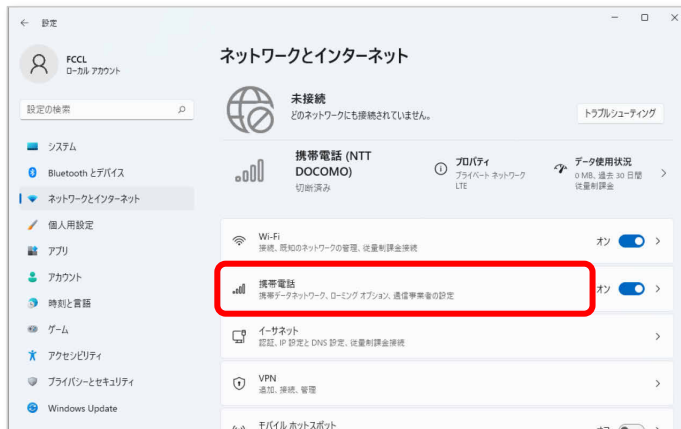 ← 設定
FCCL
ローカル アカウント
設定の検索
システム
Bluetooth とデバイス
ネットワークとインターネット
個人用設定
アプリ
アカウント
時刻と言語
ゲーム
アクセシビリティ
プライバシーとセキュリティ
Windows Update
ネットワークとインターネット
未接続
どのネットワークにも接続されていません。
トラブルシューティング
携帯電話 (NTT
DOCOMO)
切断済み
プロパティ
プライベート ネットワーク
LTE
データ使用状況
0 MB、過去 30 日間
従量制課金
Wi-Fi
接続、既知のネットワークの管理、従量制課金接続
オン
携帯電話
携帯データネットワーク、ローミング オプション、通信事業者の設定
オン
イーサネット
認証、IP 設定と DNS 設定、従量制課金接続
VPN
追加、接続、管理
モバイル ホットスポット
オフ